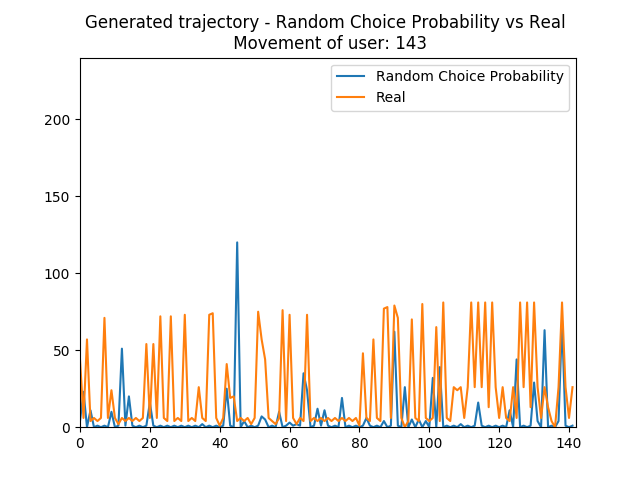 Generated trajectory - Random Choice Probability vs Real
Movement of user: 143
Random Choice Probability
Real
200
150
100
50
0
0 20 40 60 80 100 120 140